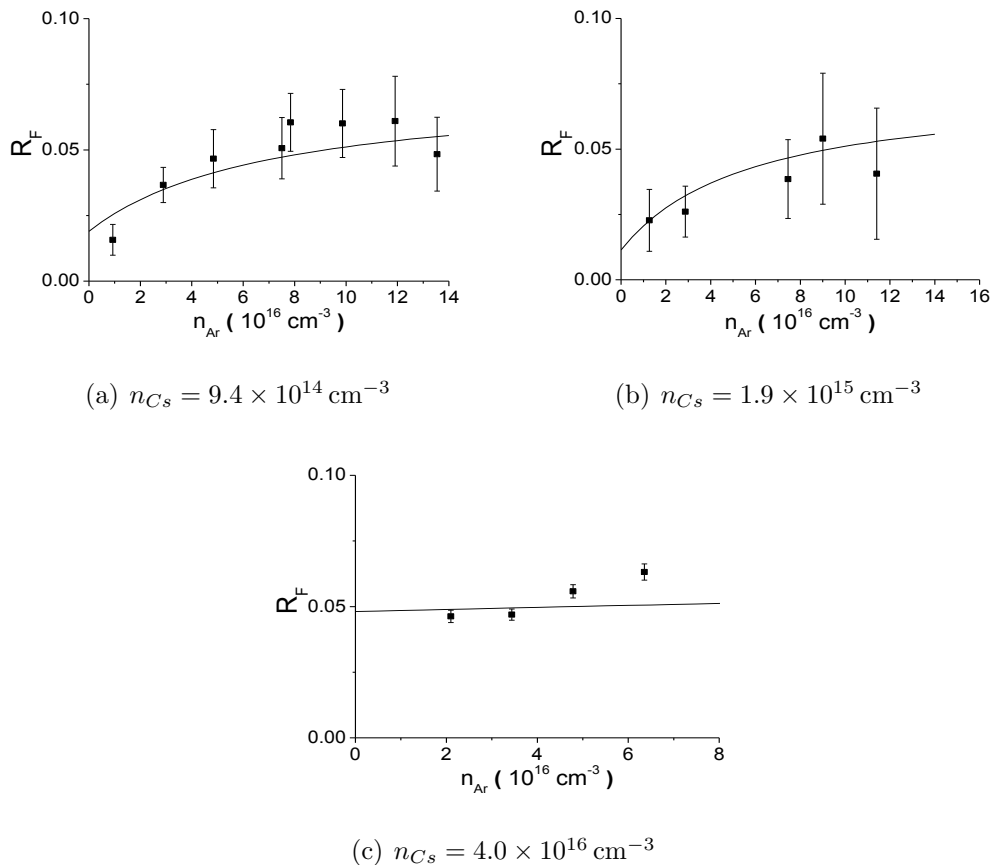 0.10
0.05
0.00
R_F
0 2 4 6 8 10 12 14
n_Ar ( 10^16 cm^-3 )
(a) n_Cs = 9.4 × 10^14 cm^−3
0.10
0.05
0.00
R_F
0 2 4 6 8 10 12 14 16
n_Ar ( 10^16 cm^-3 )
(b) n_Cs = 1.9 × 10^15 cm^−3
0.10
0.05
0.00
R_F
0 2 4 6 8
n_Ar ( 10^16 cm^-3 )
(c) n_Cs = 4.0 × 10^16 cm^−3